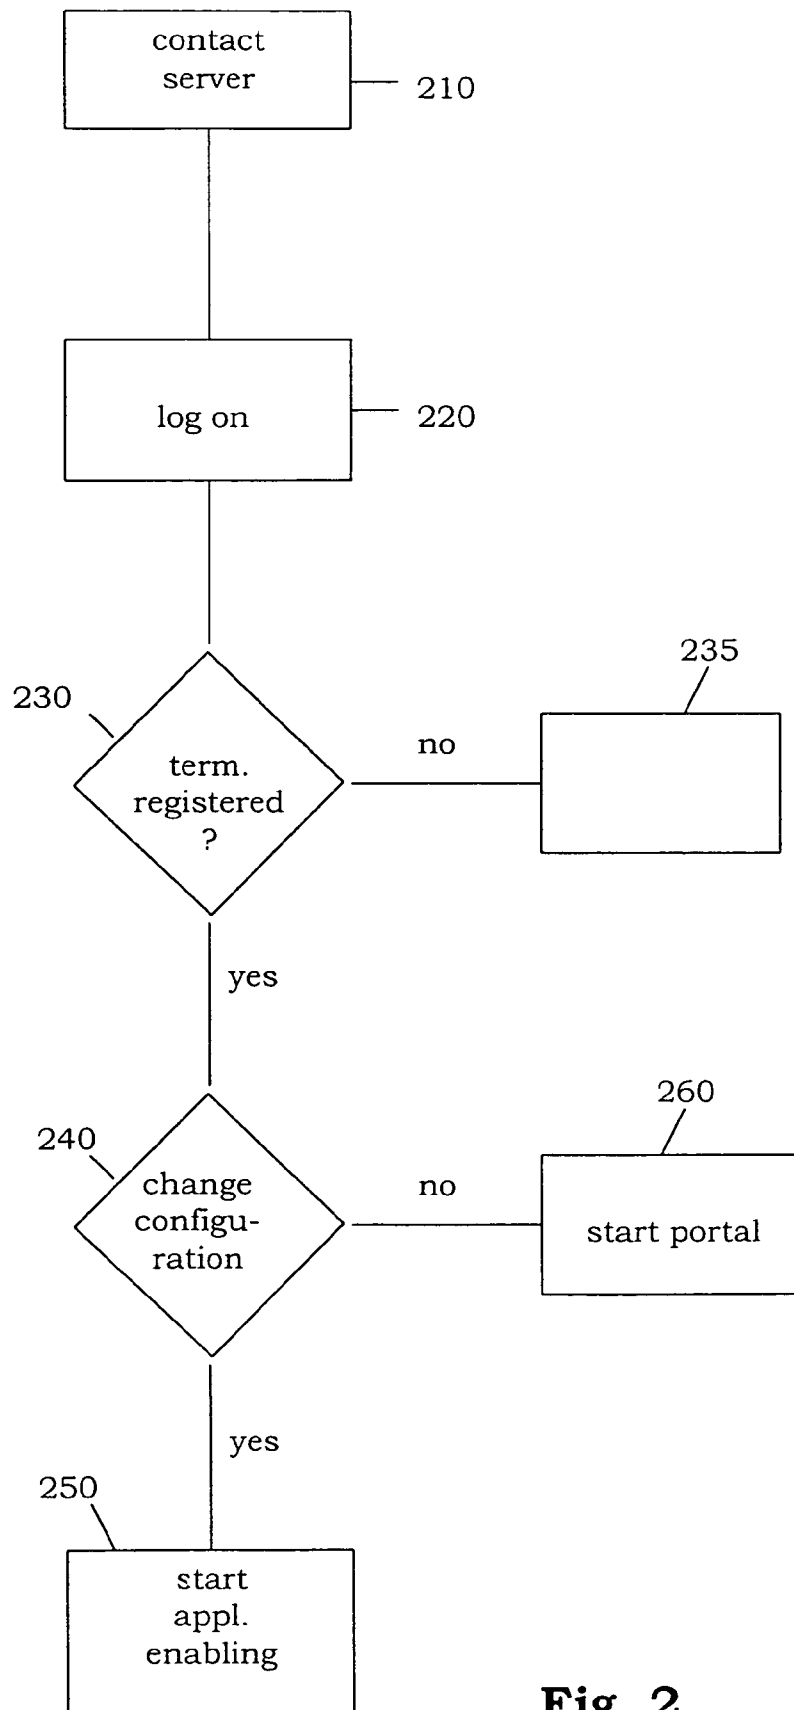 contact
server
210
log on
220
235
230
no
term.
registered
?
yes
260
240
no
change
configu-
ration
start portal
yes
250
start
appl.
enabling
Fig. 2